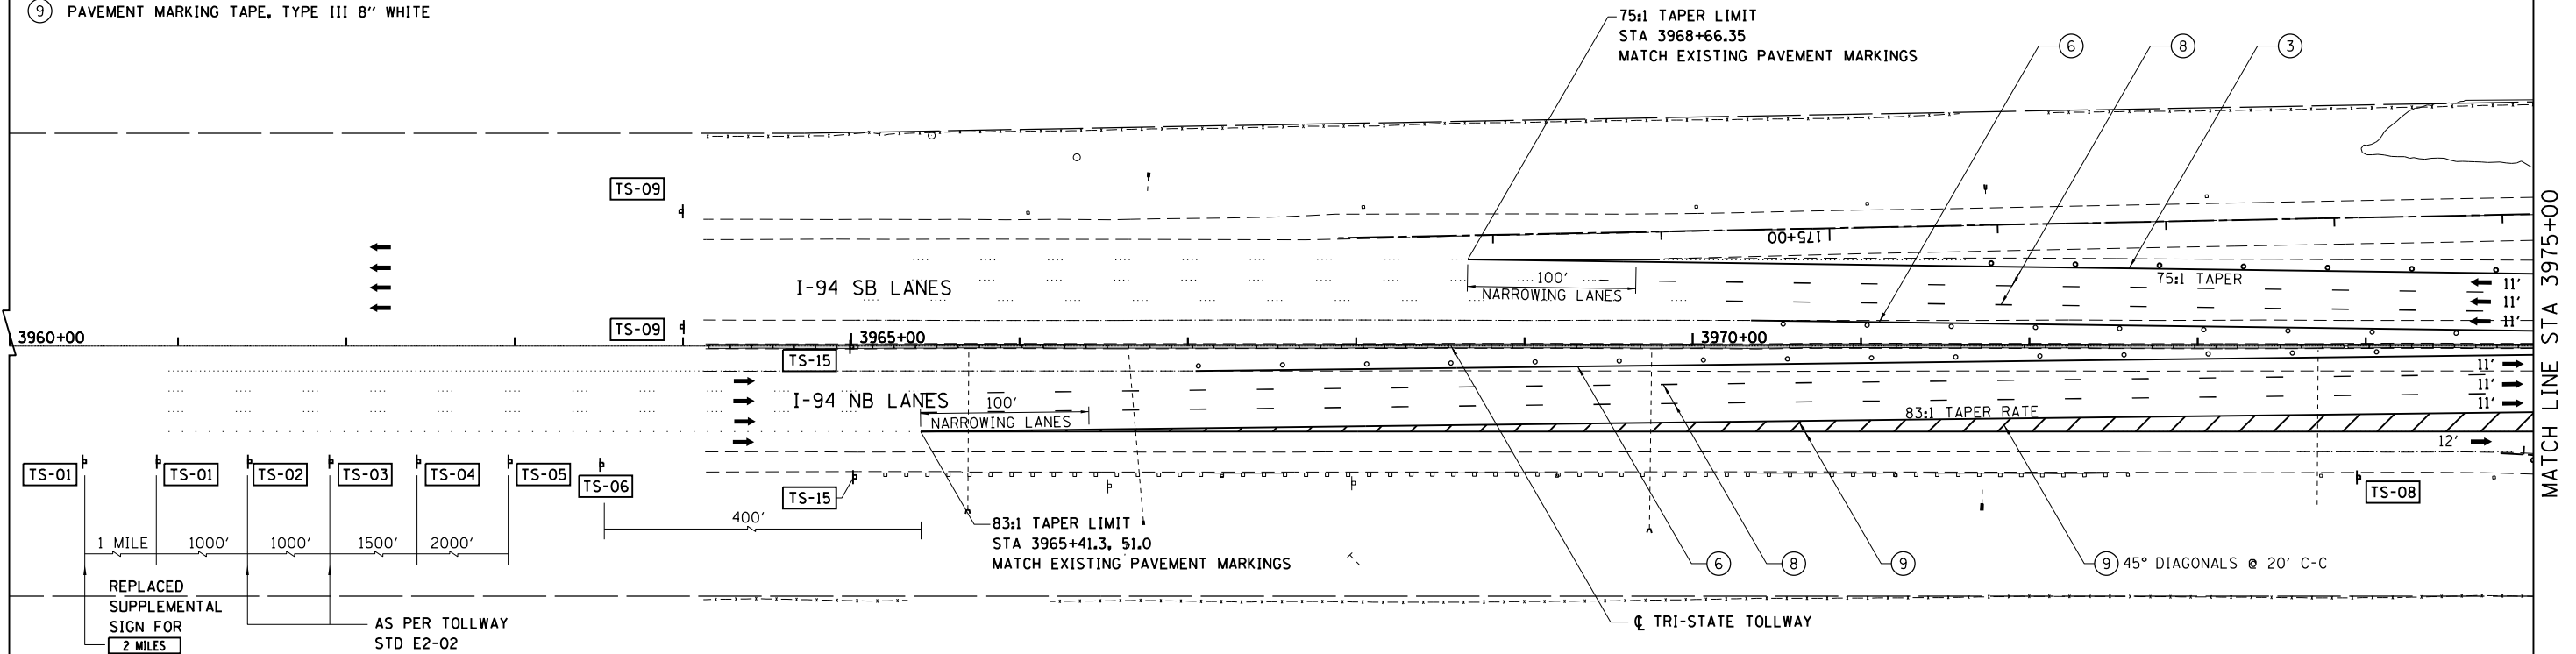 9 PAVEMENT MARKING TAPE, TYPE III 8" WHITE
75:1 TAPER LIMIT
STA 3968+66.35
MATCH EXISTING PAVEMENT MARKINGS
6
8
3
TS-09
175+00
I-94 SB LANES
100'
NARROWING LANES
75:1 TAPER
11'
11'
11'
MATCH LINE STA 3975+00
TS-09
3960+00
3965+00
3970+00
TS-15
I-94 NB LANES
100'
NARROWING LANES
83:1 TAPER RATE
11'
11'
11'
12'
TS-01
TS-01
TS-02
TS-03
TS-04
TS-05
TS-06
TS-15
TS-08
400'
1 MILE
1000'
1000'
1500'
2000'
83:1 TAPER LIMIT
STA 3965+41.3, 51.0
MATCH EXISTING PAVEMENT MARKINGS
6
8
9
9 45° DIAGONALS @ 20' C-C
REPLACED
SUPPLEMENTAL
SIGN FOR
2 MILES
AS PER TOLLWAY
STD E2-02
℄ TRI-STATE TOLLWAY